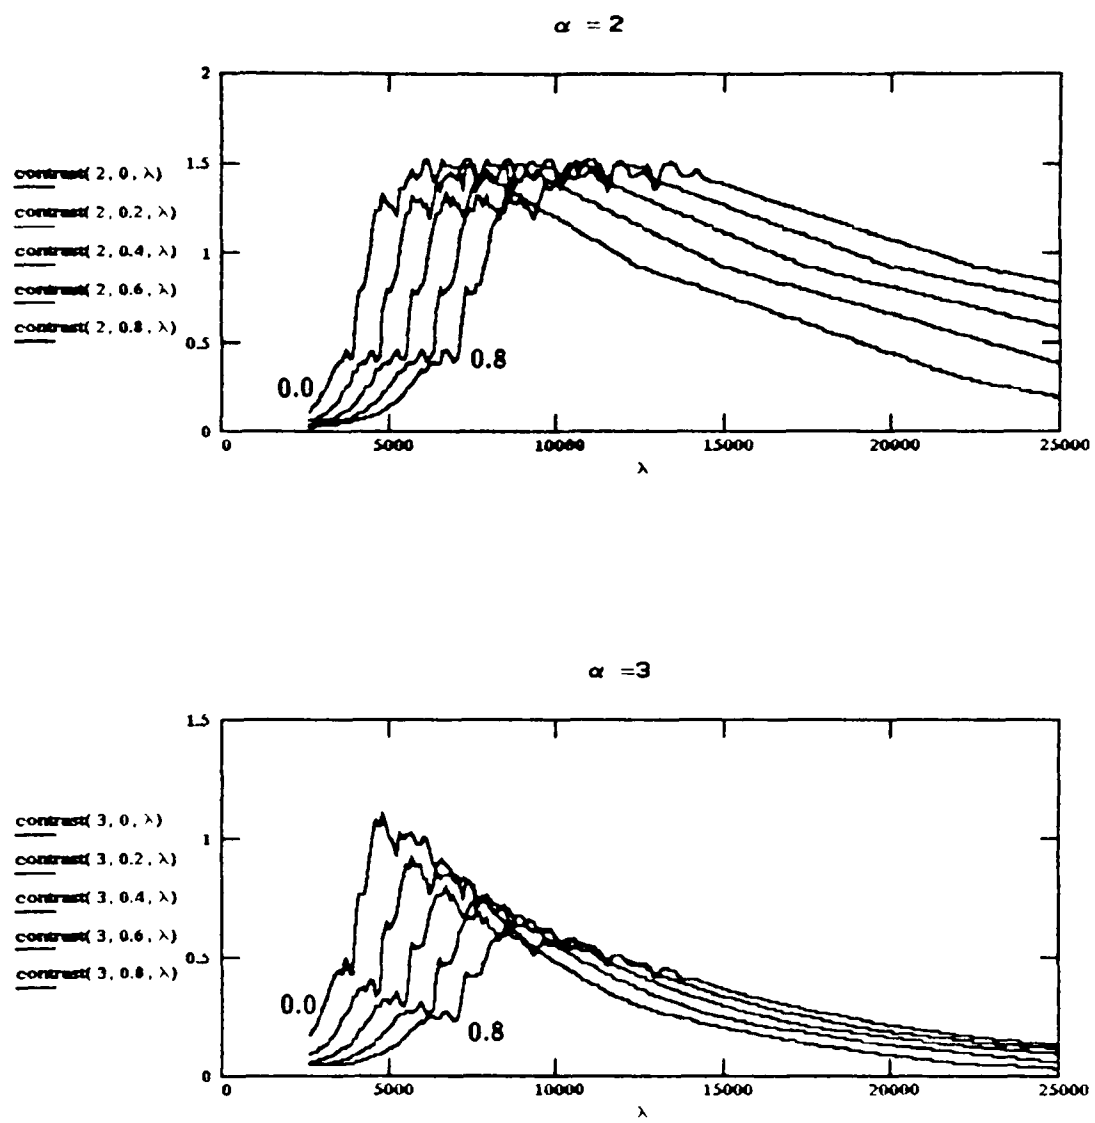 α = 2
2
contrast( 2, 0, λ)
1.5
contrast( 2, 0.2, λ)
contrast( 2, 0.4, λ)
1
contrast( 2, 0.6, λ)
contrast( 2, 0.8, λ)
0.5
0.0
0.8
0
0 5000 10000 15000 20000 25000
λ
α =3
1.5
contrast( 3, 0, λ)
1
contrast( 3, 0.2, λ)
contrast( 3, 0.4, λ)
contrast( 3, 0.6, λ)
0.5
contrast( 3, 0.8, λ)
0.0
0.8
0
0 5000 10000 15000 20000 25000
λ